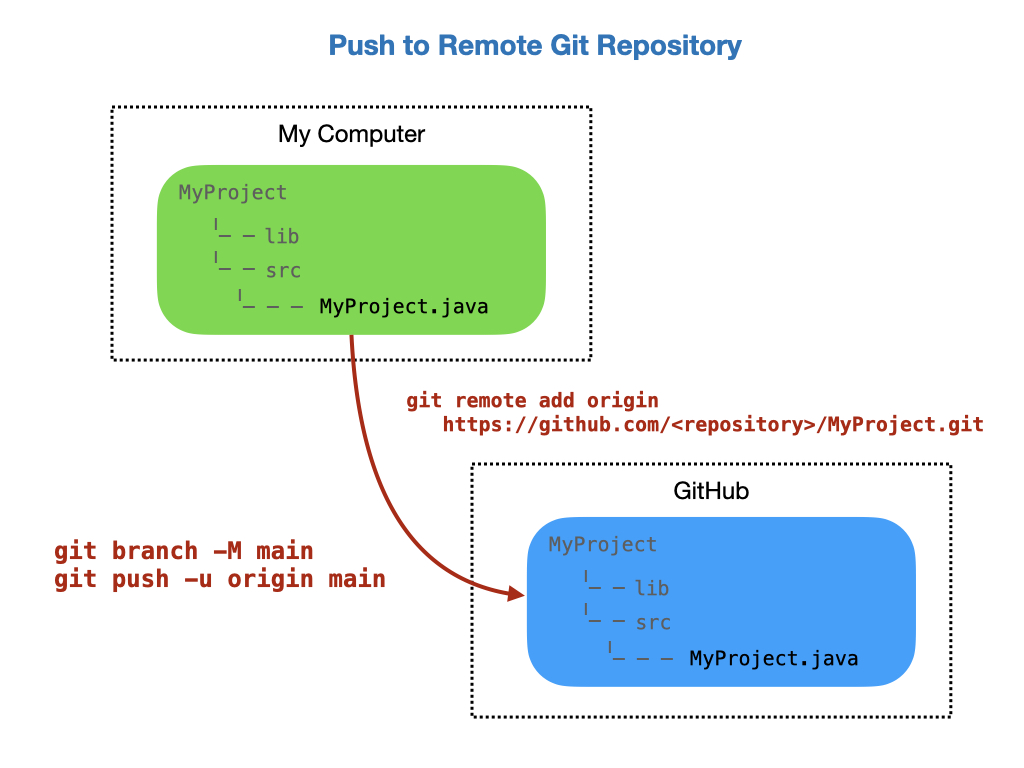 Push to Remote Git Repository
My Computer
MyProject
lib
src
MyProject.java
git remote add origin
https://github.com/<repository>/MyProject.git
GitHub
MyProject
lib
src
MyProject.java
git branch -M main
git push -u origin main